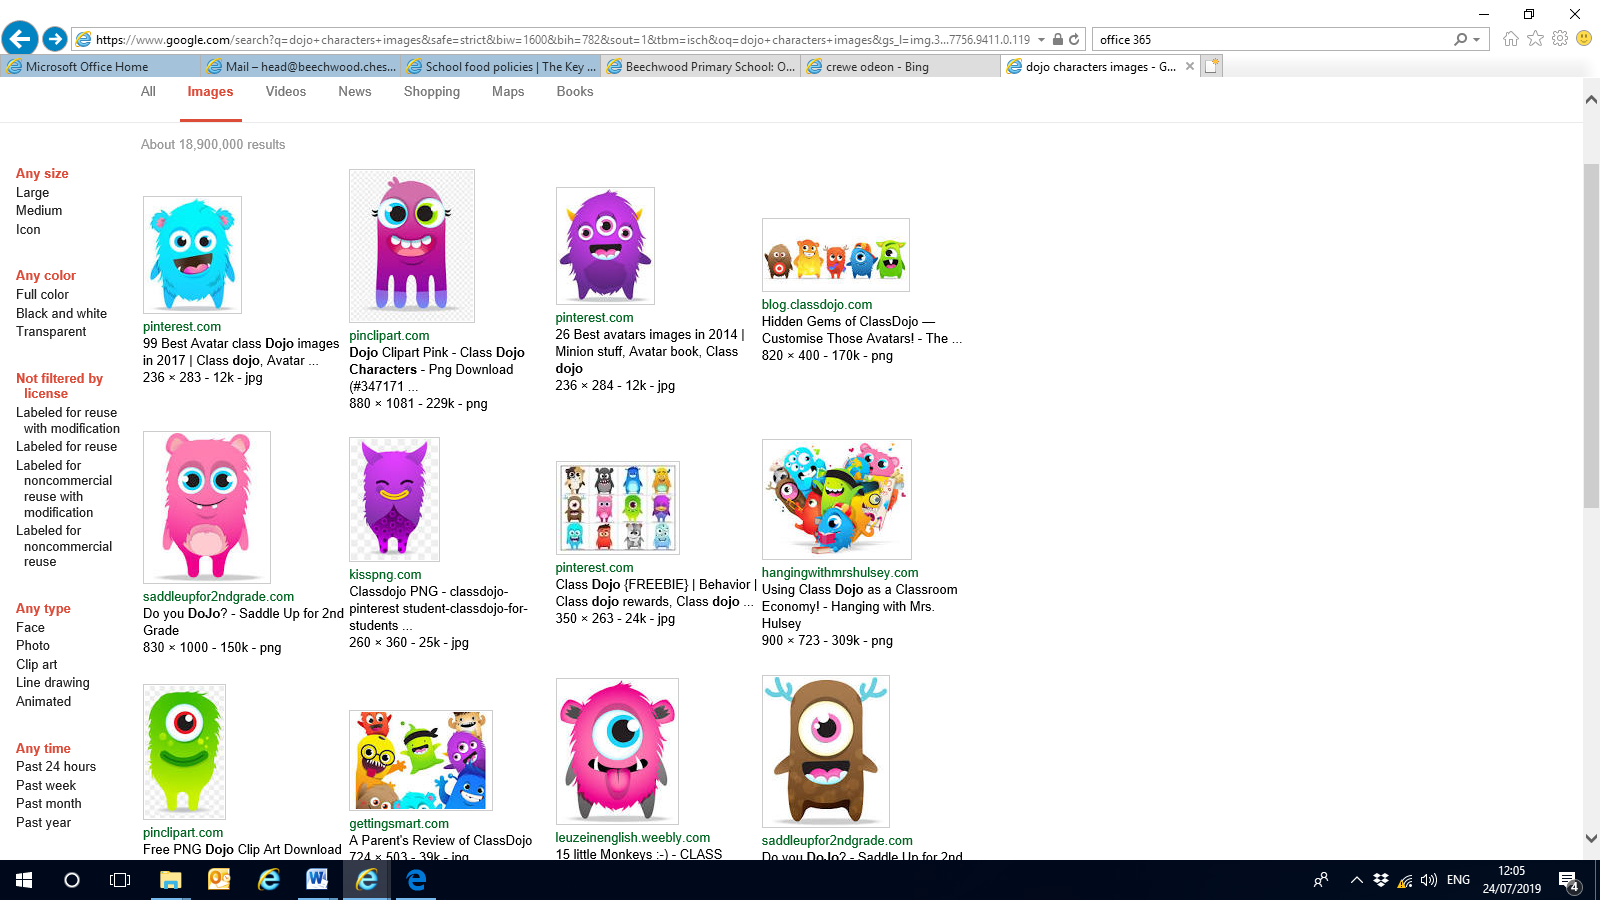 https://www.google.com/search?q=dojo+characters+images&safe=strict&biw=1600&bih=782&sout=1&tbm=isch&oq=dojo+characters+images&gs_l=img.3...7756.9411.0.119
office 365
Microsoft Office Home
Mail – head@beechwood.ches...
School food policies | The Key ...
Beechwood Primary School: O...
crewe odeon - Bing
dojo characters images - G...
All Images Videos News Shopping Maps Books
About 18,900,000 results
Any size
Large
Medium
Icon
Any color
Full color
Black and white
Transparent
Not filtered by
license
Labeled for reuse
with modification
Labeled for reuse
Labeled for
noncommercial
reuse with
modification
Labeled for
noncommercial
reuse
Any type
Face
Photo
Clip art
Line drawing
Animated
Any time
Past 24 hours
Past week
Past month
Past year
pinterest.com
99 Best Avatar class Dojo images
in 2017 | Class dojo, Avatar ...
236 × 283 - 12k - jpg
pinclipart.com
Dojo Clipart Pink - Class Dojo
Characters - Png Download
(#347171 ...
880 × 1081 - 229k - png
pinterest.com
26 Best avatars images in 2014 |
Minion stuff, Avatar book, Class
dojo
236 × 284 - 12k - jpg
blog.classdojo.com
Hidden Gems of ClassDojo —
Customise Those Avatars! - The ...
820 × 400 - 170k - png
saddleupfor2ndgrade.com
Do you DoJo? - Saddle Up for 2nd
Grade
830 × 1000 - 150k - png
kisspng.com
Classdojo PNG - classdojo-
pinterest student-classdojo-for-
students ...
260 × 360 - 25k - jpg
pinterest.com
Class Dojo {FREEBIE} | Behavior |
Class dojo rewards, Class dojo ...
350 × 263 - 24k - jpg
hangingwithmrshulsey.com
Using Class Dojo as a Classroom
Economy! - Hanging with Mrs.
Hulsey
900 × 723 - 309k - png
pinclipart.com
Free PNG Dojo Clip Art Download
gettingsmart.com
A Parent's Review of ClassDojo
724 × 503 - 39k - jpg
leuzeinenglish.weebly.com
15 little Monkeys :-) - CLASS
saddleupfor2ndgrade.com
Do you DoJo? - Saddle Up for 2nd
ENG
12:05
24/07/2019
4